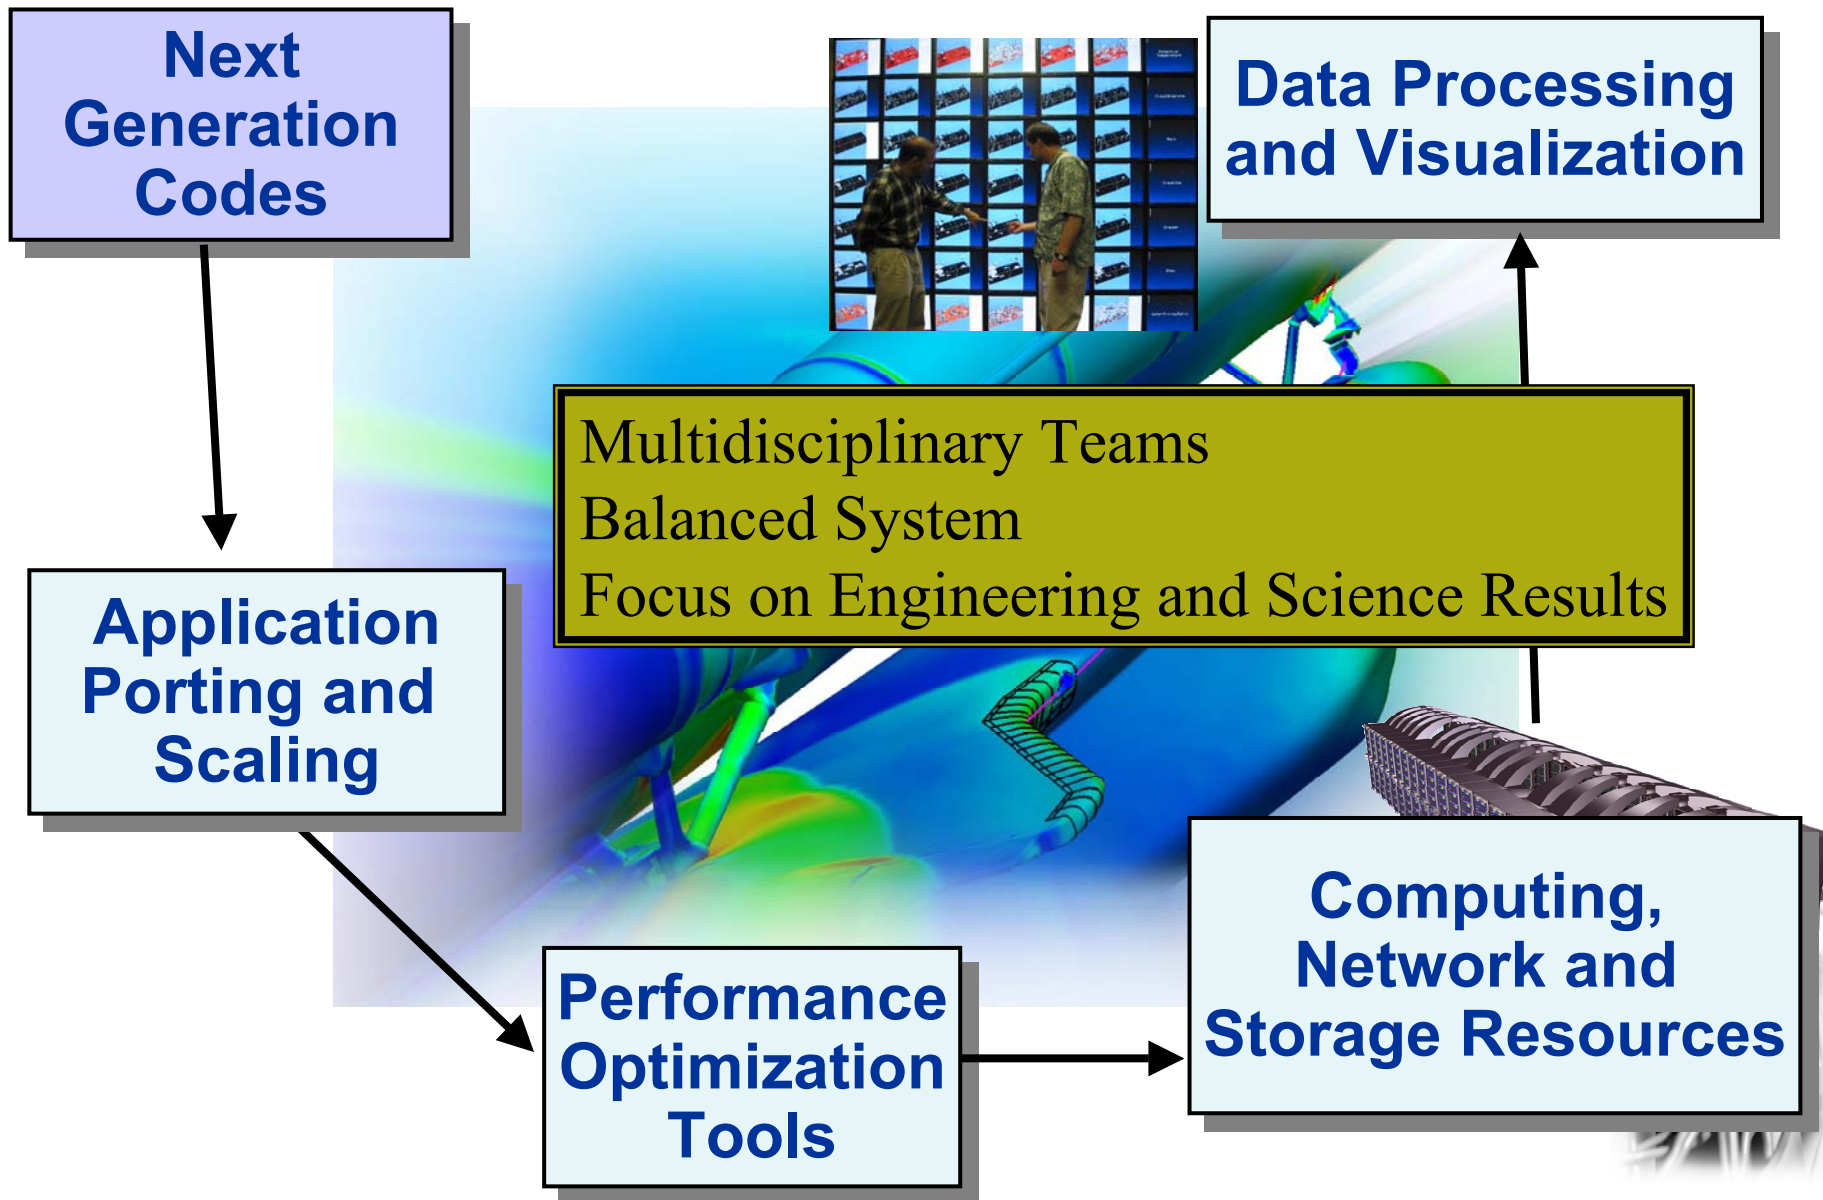 Next
Generation
Codes
Data Processing
and Visualization
Multidisciplinary Teams
Balanced System
Focus on Engineering and Science Results
Application
Porting and
Scaling
Performance
Optimization
Tools
Computing,
Network and
Storage Resources